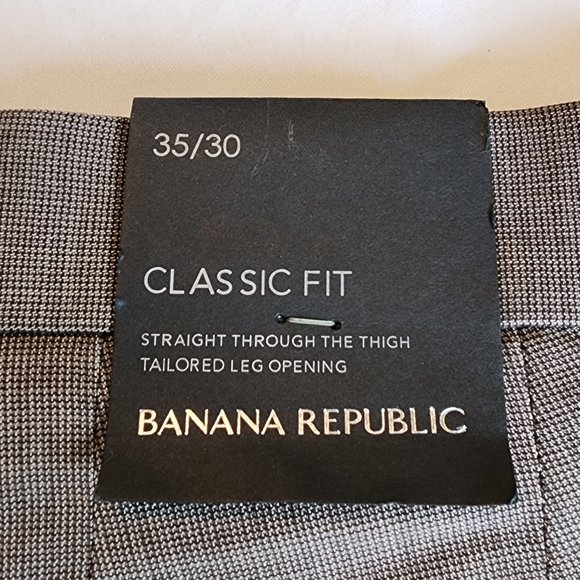 35/30
CLASSIC FIT
STRAIGHT THROUGH THE THIGH
TAILORED LEG OPENING
BANANA REPUBLIC